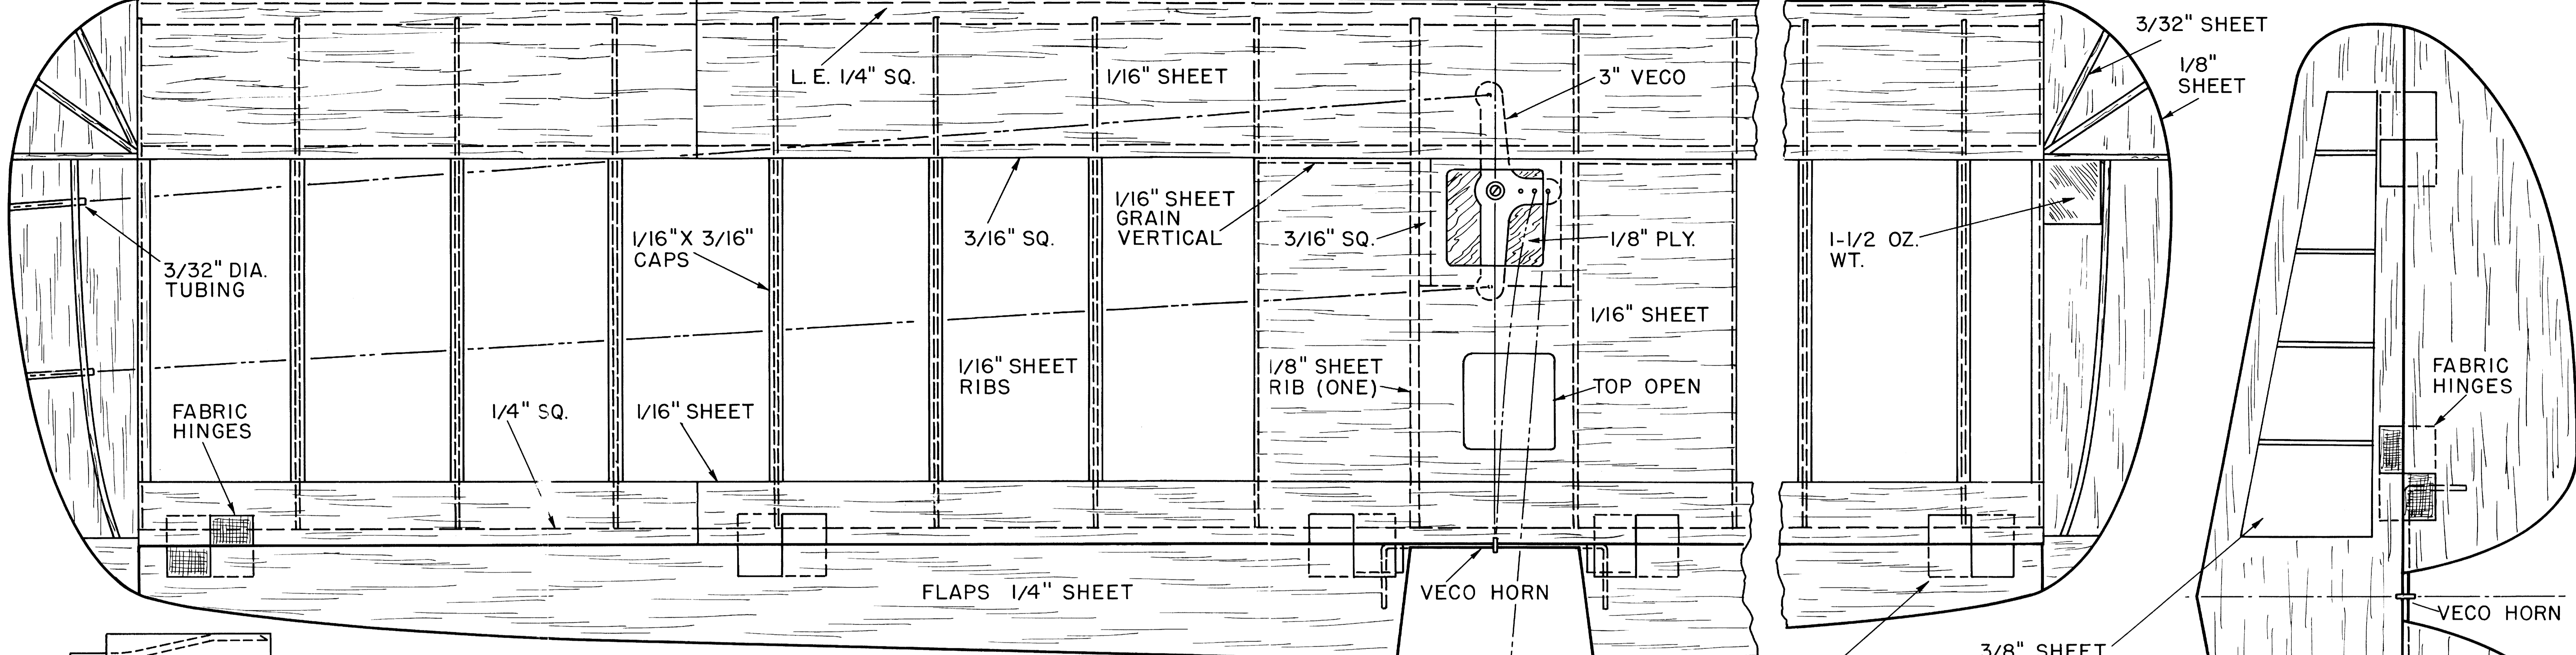 L.E. 1/4" SQ.
1/16" SHEET
3" VECO
3/32" SHEET
1/8"
SHEET
1/16" SHEET
GRAIN
VERTICAL
3/32" DIA.
TUBING
1/16" X 3/16"
CAPS
3/16" SQ.
3/16" SQ.
1/8" PLY.
1-1/2 OZ.
WT.
1/16" SHEET
1/16" SHEET
RIBS
1/8" SHEET
RIB (ONE)
TOP OPEN
FABRIC
HINGES
FABRIC
HINGES
1/4" SQ.
1/16" SHEET
FLAPS 1/4" SHEET
VECO HORN
VECO HORN
3/8" SHEET